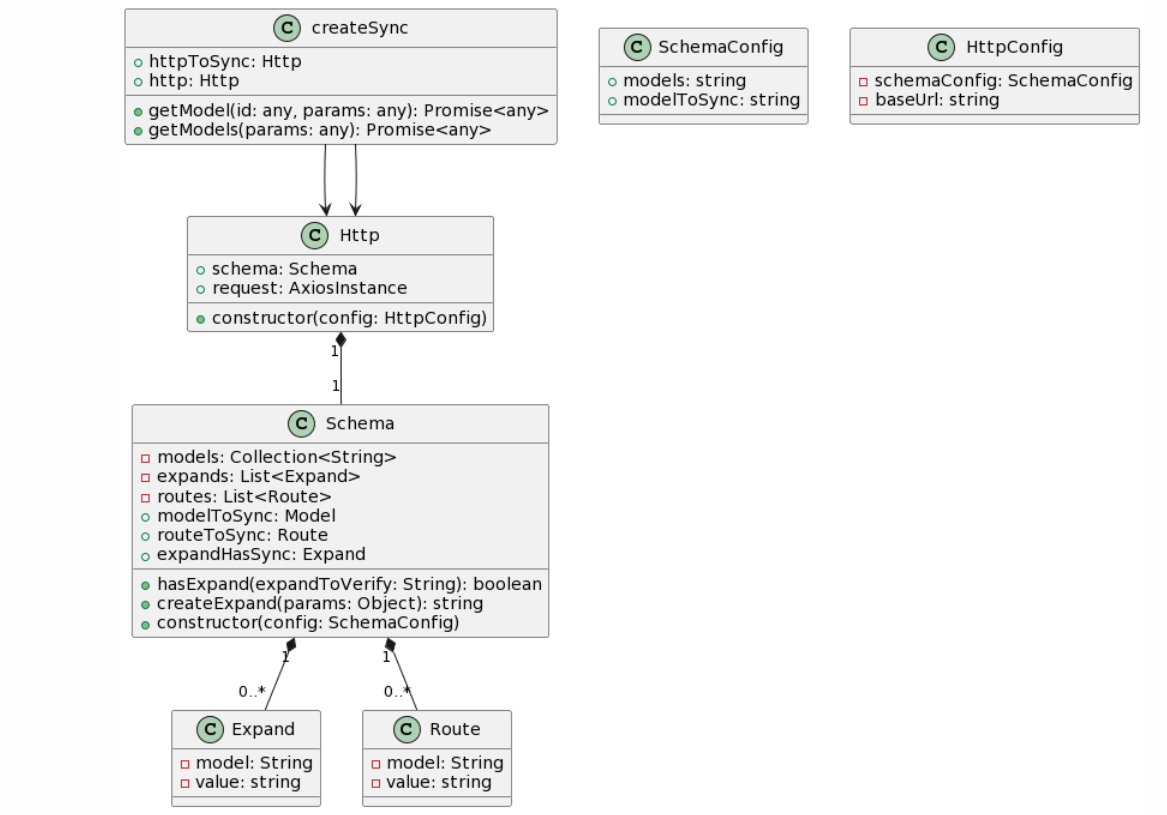 C createSync
httpToSync: Http
http: Http
getModel(id: any, params: any): Promise<any>
getModels(params: any): Promise<any>
C SchemaConfig
models: string
modelToSync: string
C HttpConfig
schemaConfig: SchemaConfig
baseUrl: string
C Http
schema: Schema
request: AxiosInstance
constructor(config: HttpConfig)
1
1
C Schema
models: Collection<String>
expands: List<Expand>
routes: List<Route>
modelToSync: Model
routeToSync: Route
expandHasSync: Expand
hasExpand(expandToVerify: String): boolean
createExpand(params: Object): string
constructor(config: SchemaConfig)
1
1
0..*
0..*
C Expand
model: String
value: string
C Route
model: String
value: string